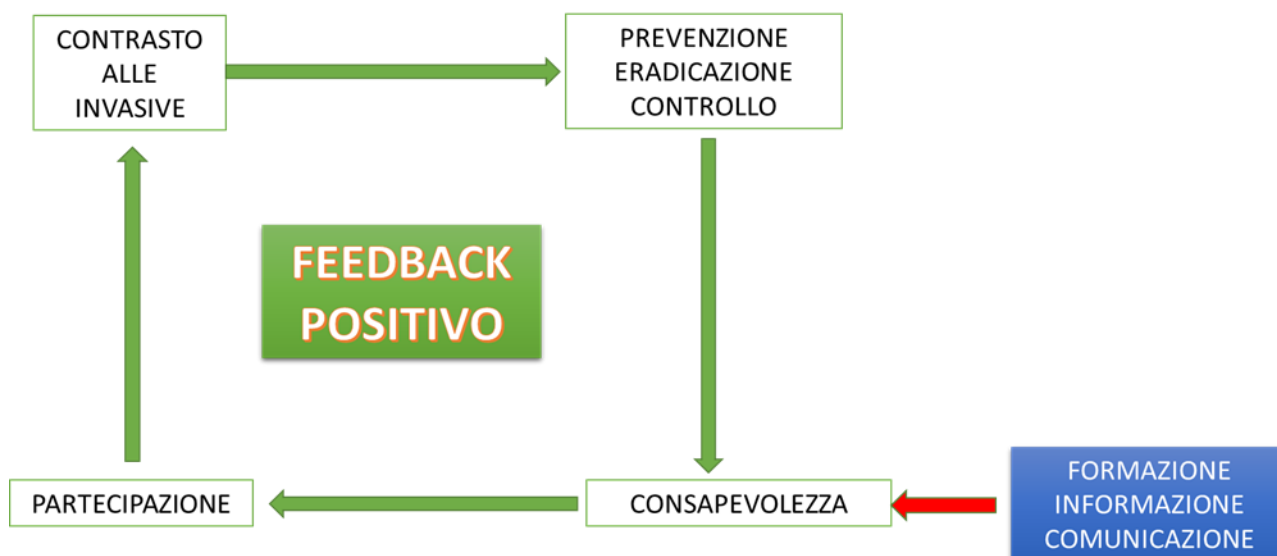 CONTRASTO
ALLE
INVASIVE
PREVENZIONE
ERADICAZIONE
CONTROLLO
FEEDBACK
POSITIVO
PARTECIPAZIONE
CONSAPEVOLEZZA
FORMAZIONE
INFORMAZIONE
COMUNICAZIONE